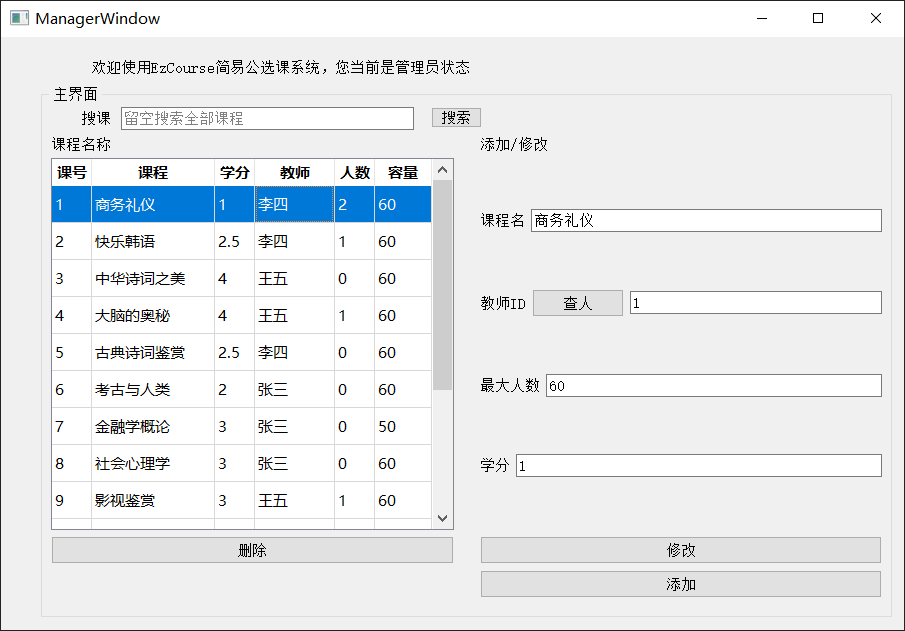 ManagerWindow
欢迎使用EzCourse简易公选课系统，您当前是管理员状态
主界面
搜课 留空搜索全部课程 搜索
课程名称
课号 课程 学分 教师 人数 容量
1 商务礼仪 1 李四 2 60
2 快乐韩语 2.5 李四 1 60
3 中华诗词之美 4 王五 0 60
4 大脑的奥秘 4 王五 1 60
5 古典诗词鉴赏 2.5 李四 0 60
6 考古与人类 2 张三 0 60
7 金融学概论 3 张三 0 50
8 社会心理学 3 张三 0 60
9 影视鉴赏 3 王五 1 60
删除
添加/修改
课程名 商务礼仪
教师ID 查人 1
最大人数 60
学分 1
修改
添加